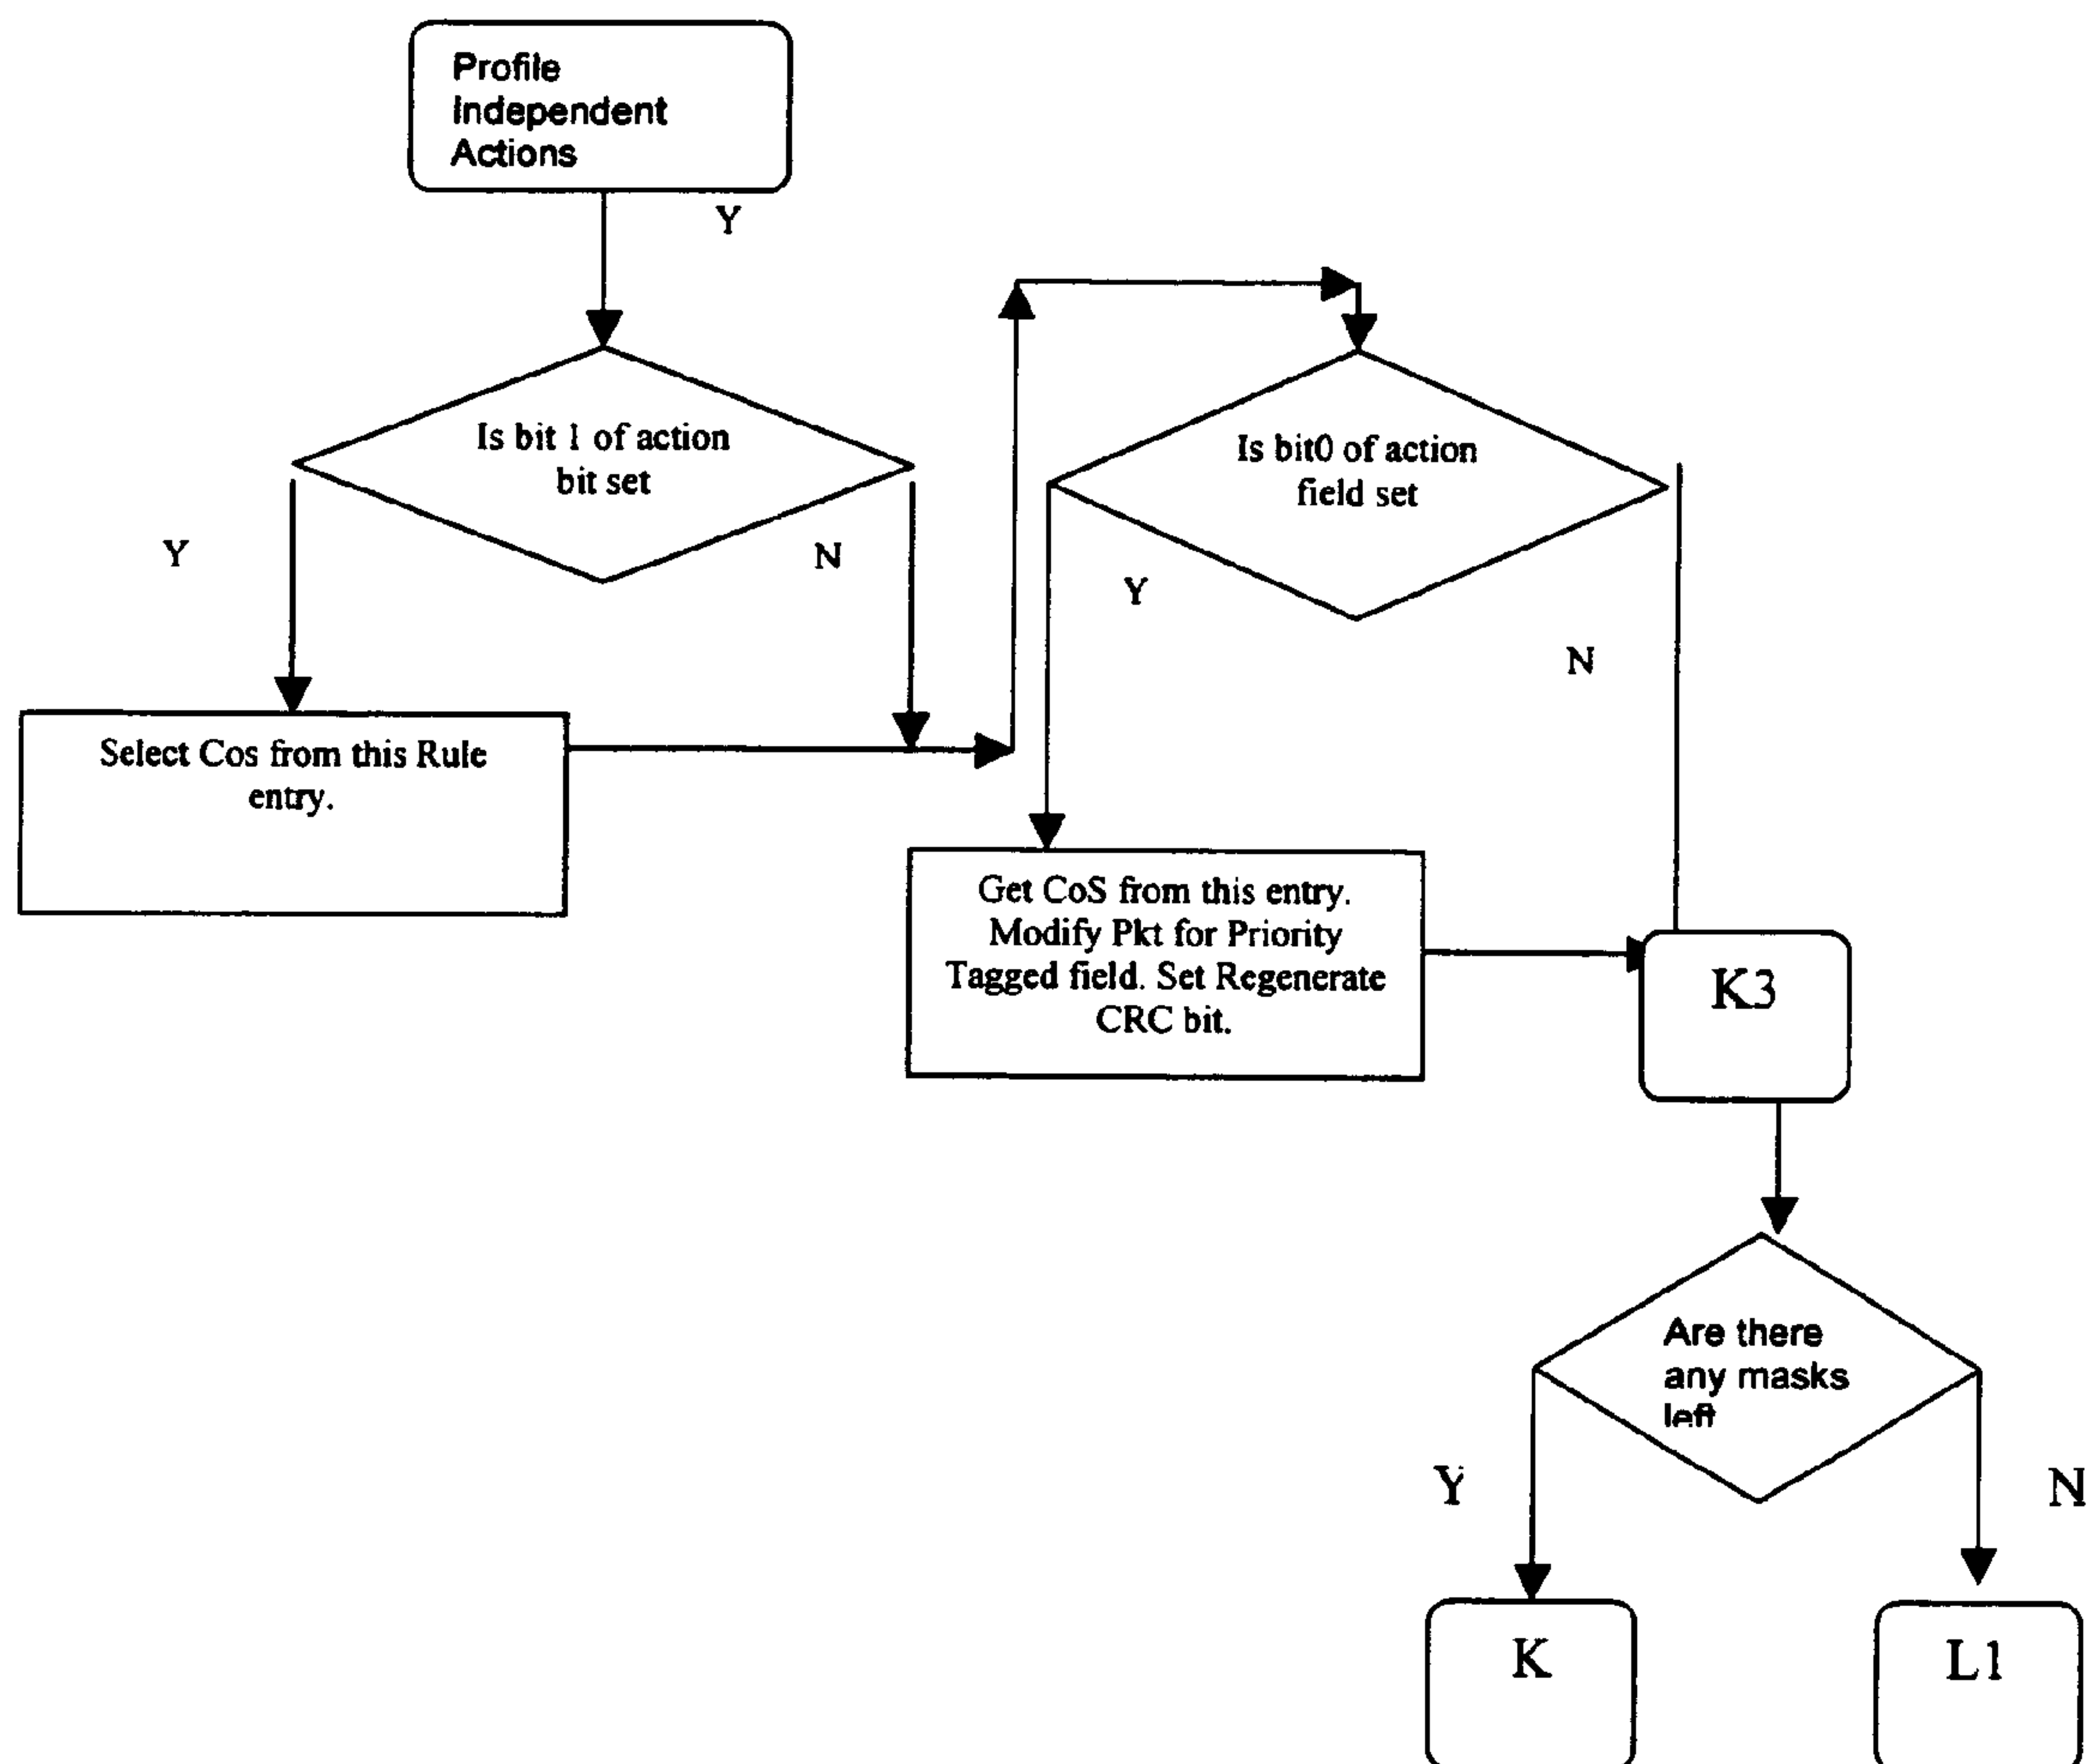 Profile
Independent
Actions
Y
Is bit 1 of action
bit set
Y
N
Is bit0 of action
field set
Y
N
Select Cos from this Rule
entry.
Get CoS from this entry.
Modify Pkt for Priority
Tagged field. Set Regenerate
CRC bit.
K3
Are there
any masks
left
Y
N
K
L1